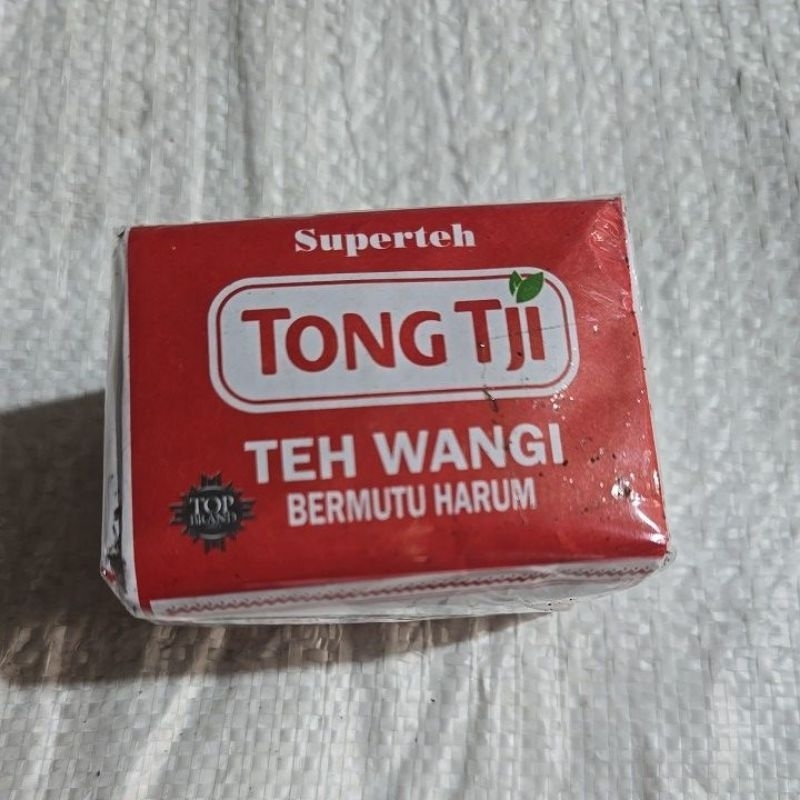 Superteh
TONG TJI
TEH WANGI
BERMUTU HARUM
TOP
BRAND